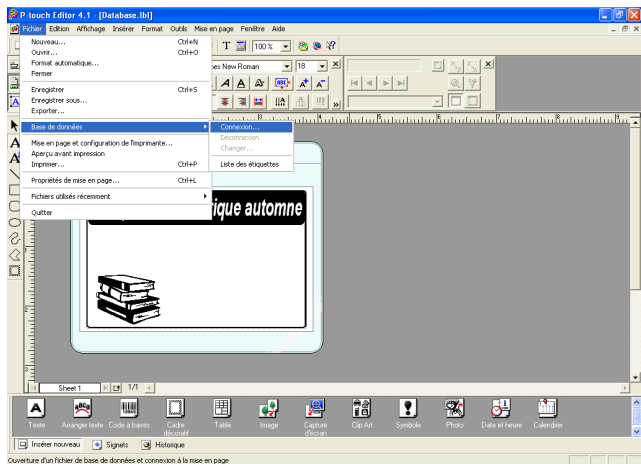 P-touch Editor 4.1 - [Database.lbl]
Fichier Edition Affichage Insérer Format Outils Mise en page Fenêtre Aide
Nouveau... Ctrl+N
Ouvrir... Ctrl+O
Format automatique...
Fermer
Enregistrer Ctrl+S
Enregistrer sous...
Exporter...
Base de données
Mise en page et configuration de l'imprimante...
Aperçu avant impression
Imprimer... Ctrl+P
Propriétés de mise en page... Ctrl+L
Fichiers utilisés récemment
Quitter
Connexion...
Déconnexion
Changer...
Liste des étiquettes
100 %
New Roman 18
rique automne
Sheet 1 1/1
Texte Arranger texte Code à barres Cadre décoratif Table Image Capture d'écran Clip Art Symbole Photo Date et heure Calendrier
Insérer nouveau Signets Historique
Ouverture d'un fichier de base de données et connexion à la mise en page